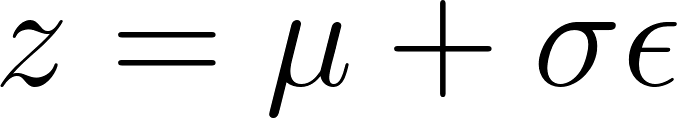 z = μ + σϵ